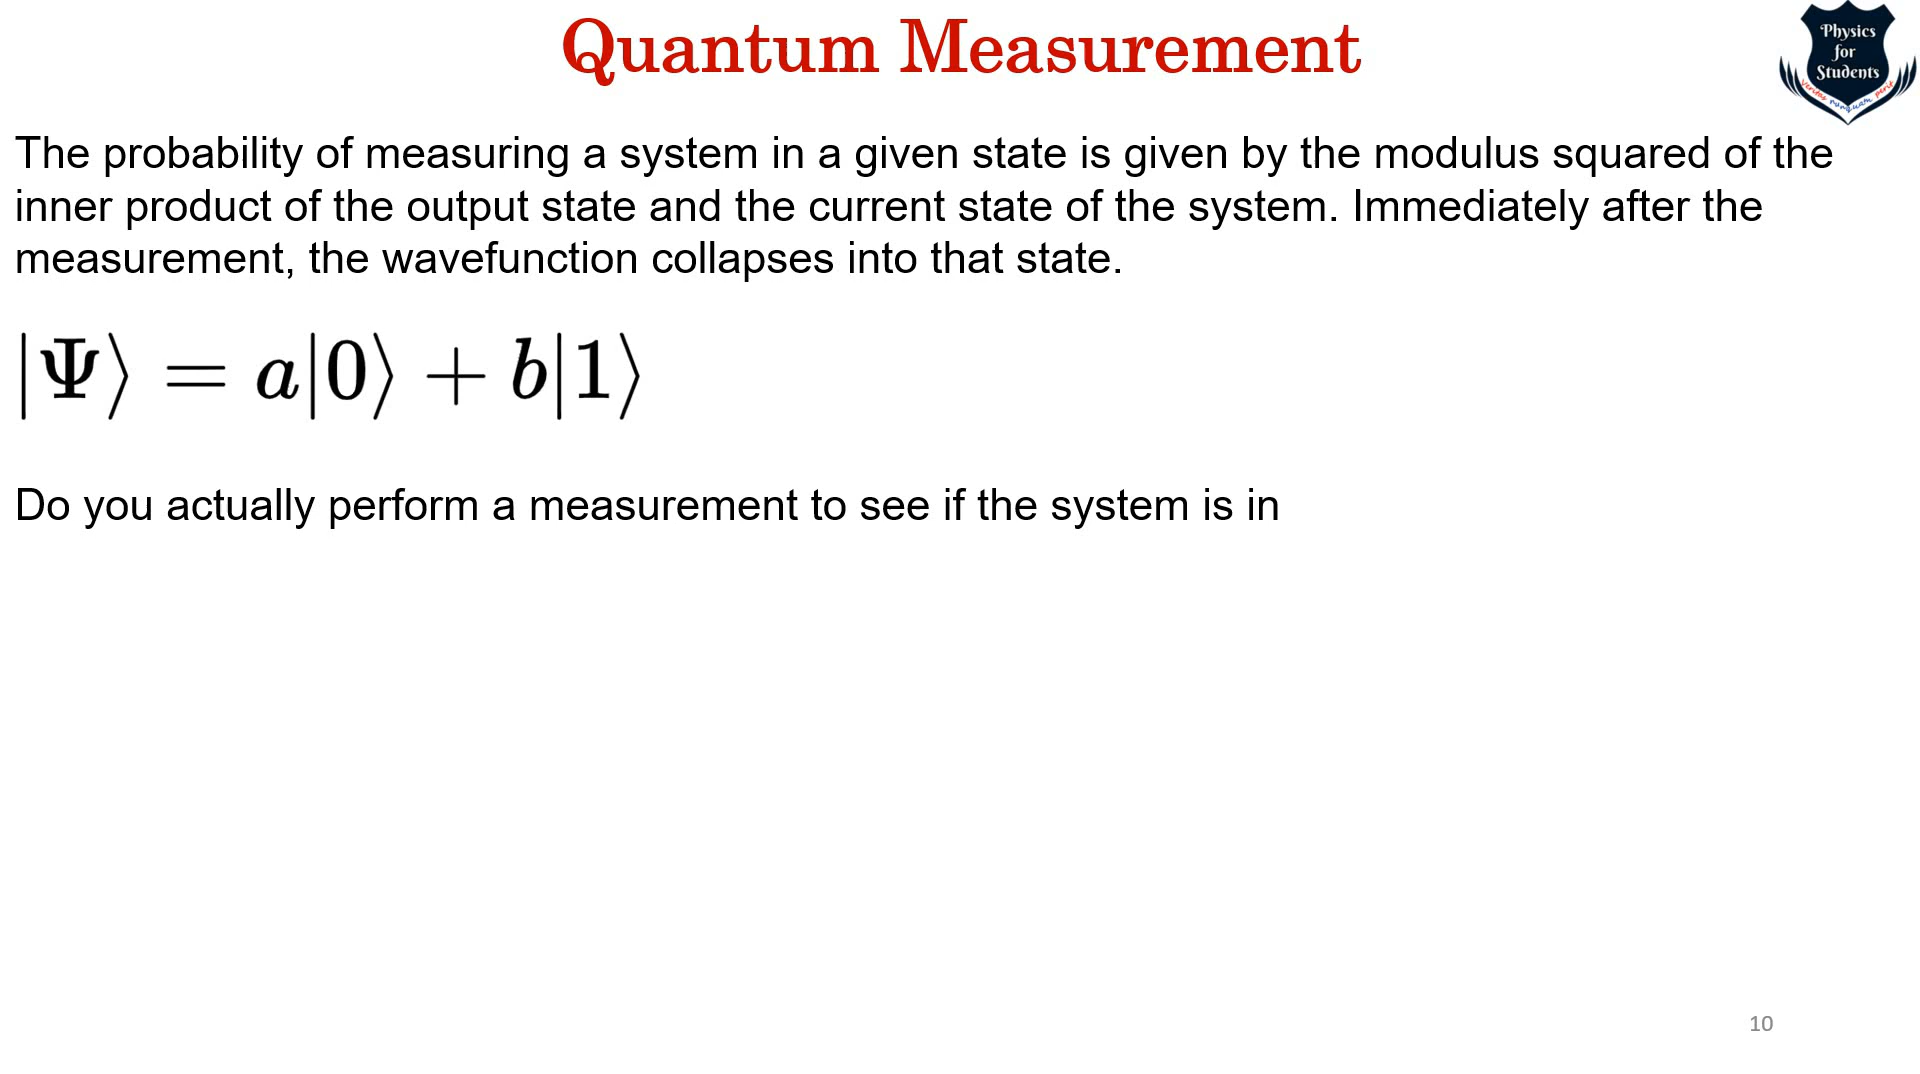 Quantum Measurement
Physics
for
Students
veritas nunquam perit
The probability of measuring a system in a given state is given by the modulus squared of the
inner product of the output state and the current state of the system. Immediately after the
measurement, the wavefunction collapses into that state.
|Ψ⟩ = a|0⟩ + b|1⟩
Do you actually perform a measurement to see if the system is in
10